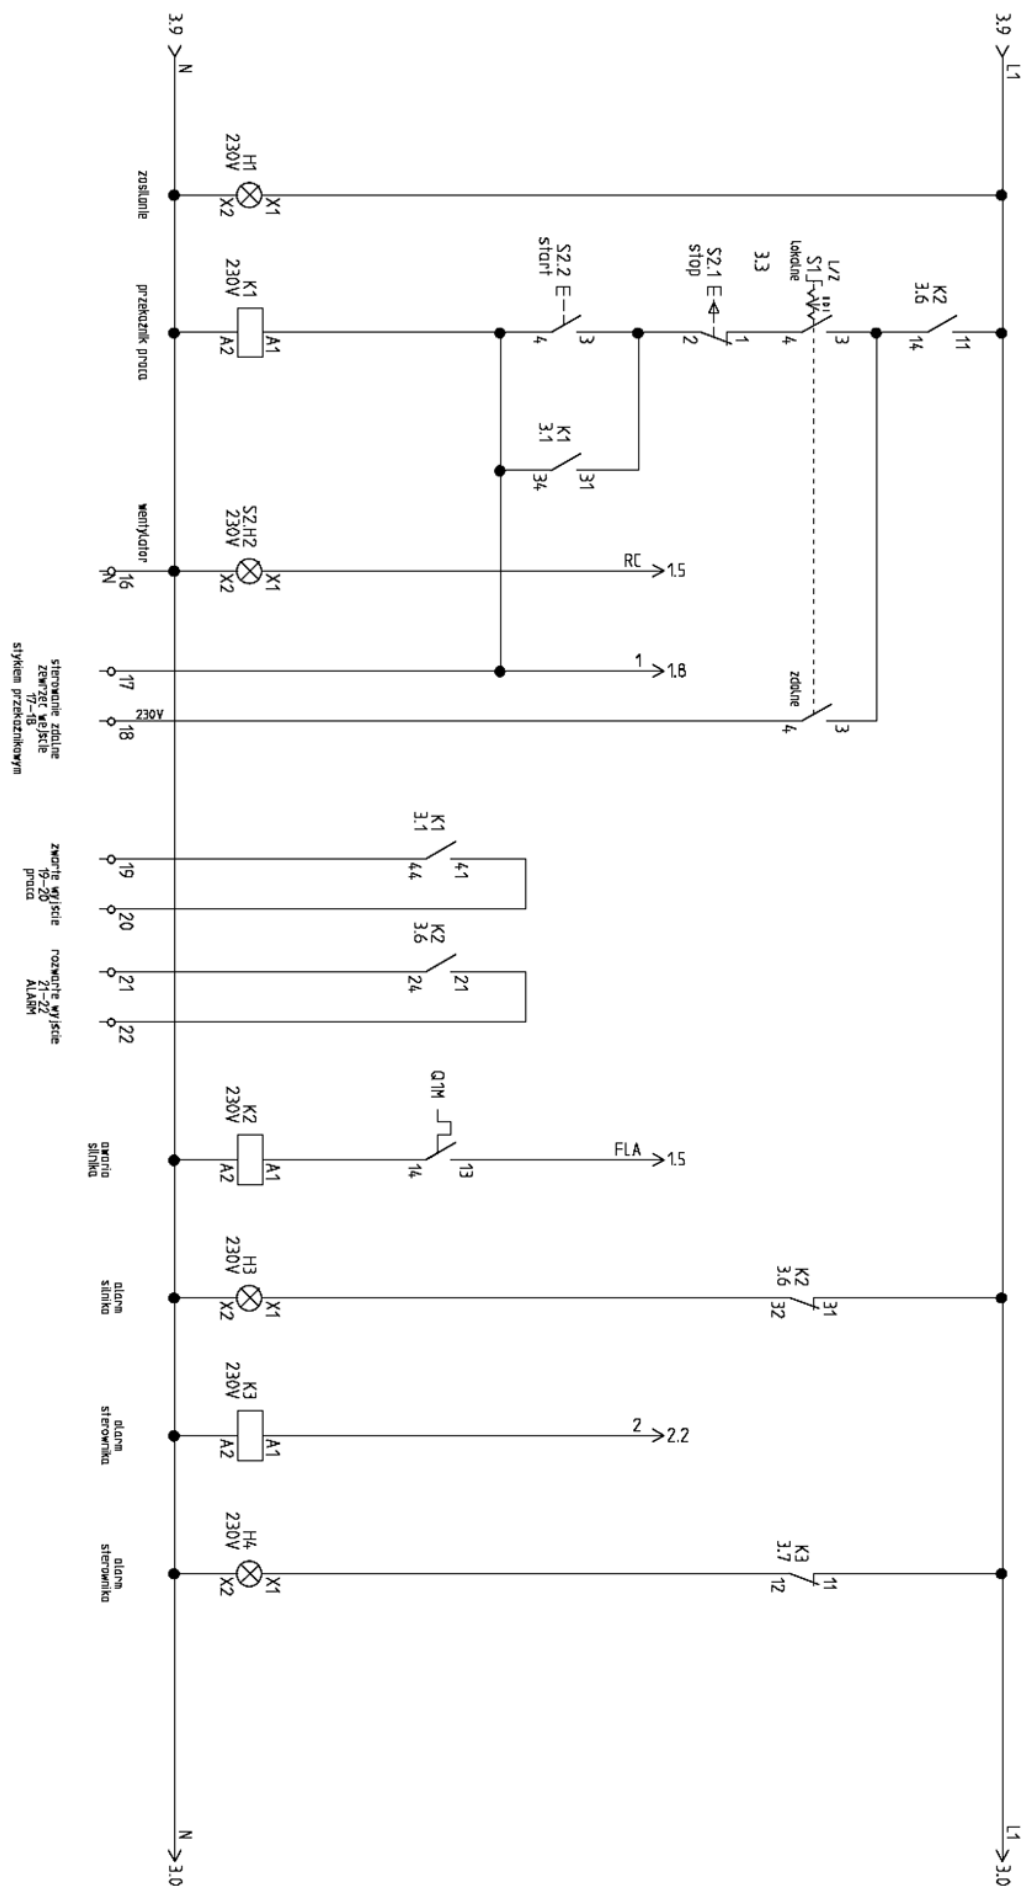 3.9
L1
3.9
N
H1
230V
X1
X2
zasilanie
K2
3.6
11
14
L/Z
S1
Lokalne
3
4
3.3
S2.1
stop
1
2
S2.2
start
3
4
K1
230V
A1
A2
przekaźnik praca
K1
3.1
31
34
RC
1.5
S2.H2
230V
X1
X2
16
N
wentylator
1
1.8
17
zdalne
3
4
230V
18
sterowanie zdalne
zewrzeć wejście
17-18
stykiem przekaźnikowym
K1
3.1
41
44
19
20
zwarte wyjście
19-20
praca
K2
3.6
21
24
21
22
rozwarte wyjście
21-22
ALARM
FLA
1.5
Q1M
13
14
K2
230V
A1
A2
awaria
silnika
K2
3.6
31
32
H3
230V
X1
X2
alarm
silnika
2
2.2
K3
230V
A1
A2
alarm
sterownika
K3
3.7
11
12
H4
230V
X1
X2
alarm
sterownika
L1
3.0
N
3.0